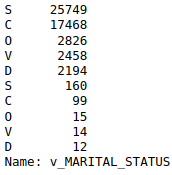 S 25749
C 17468
O 2826
V 2458
D 2194
S 160
C 99
O 15
V 14
D 12
Name: v_MARITAL_STATUS